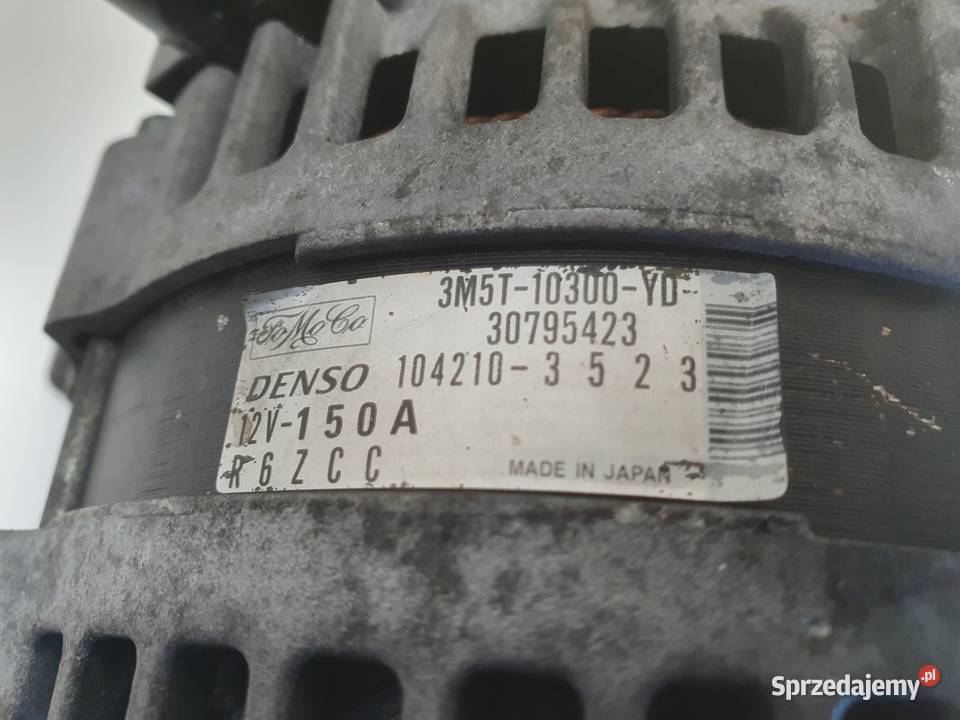 3M5T-10300-YD
FoMoCo
30795423
DENSO 104210-3523
12V-150A
R6ZCC
MADE IN JAPAN
Sprzedajemy.pl